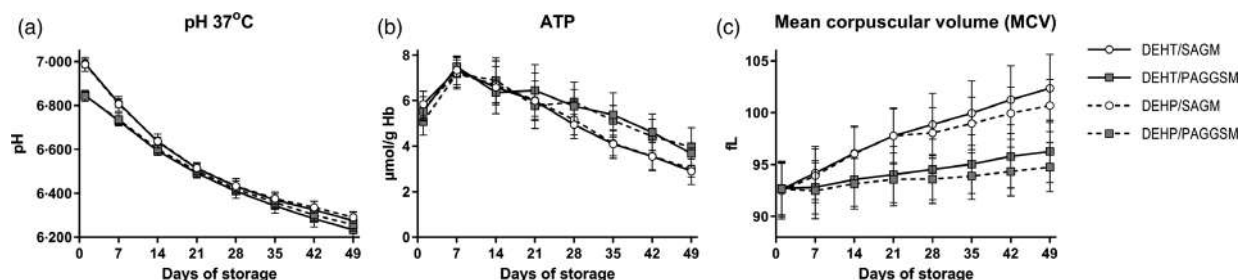 (a)
pH 37°C
7·000
6·800
6·600
6·400
6·200
pH
0 7 14 21 28 35 42 49
Days of storage
(b)
ATP
8
6
4
2
0
μmol/g Hb
0 7 14 21 28 35 42 49
Days of storage
(c)
Mean corpuscular volume (MCV)
105
100
95
90
fL
0 7 14 21 28 35 42 49
Days of storage
DEHT/SAGM
DEHT/PAGGSM
DEHP/SAGM
DEHP/PAGGSM